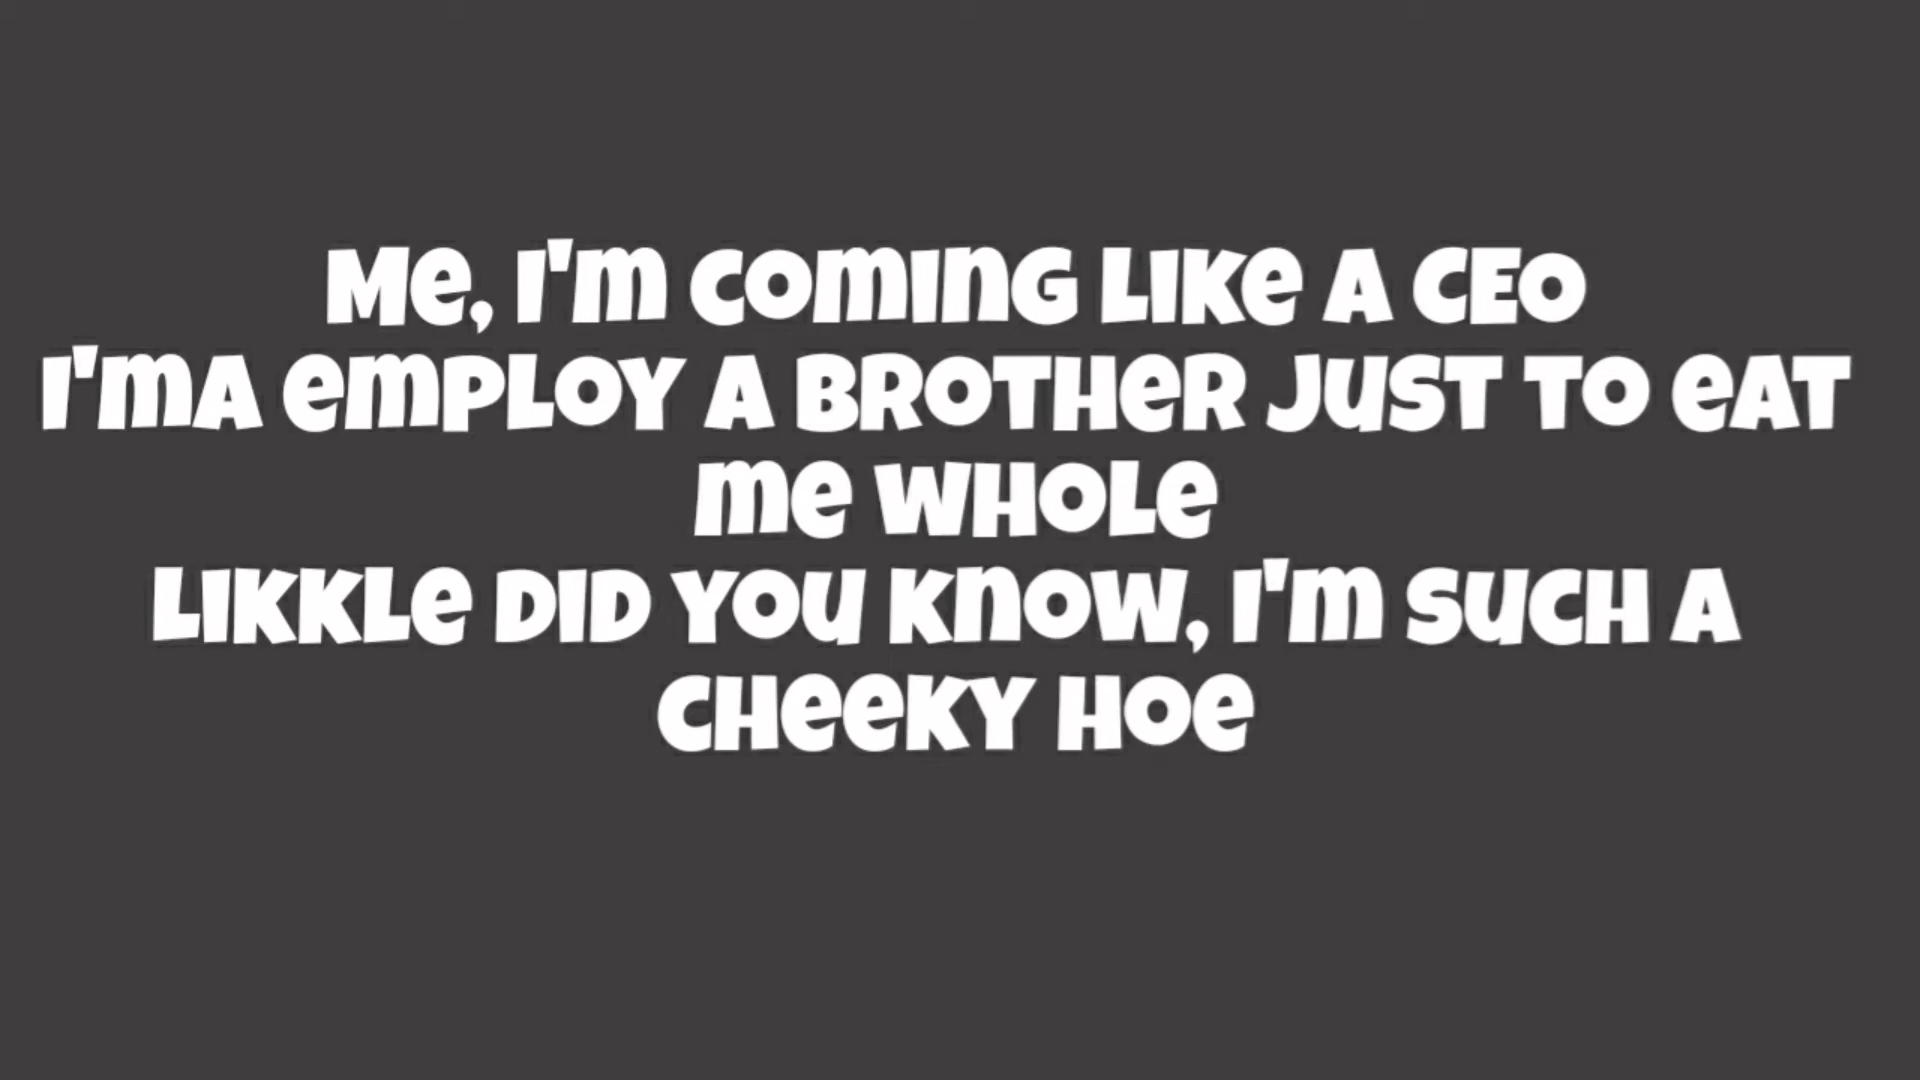 Me, I'm coming like a CEO
I'ma employ a brother just to eat
me whole
Likkle did you know, I'm such a
cheeky hoe